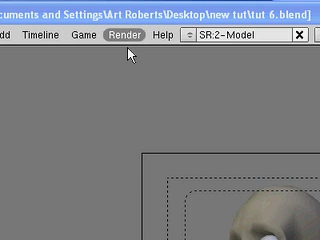 cuments and Settings\Art Roberts\Desktop\new tut\tut 6.blend]
dd Timeline Game Render Help SR:2-Model